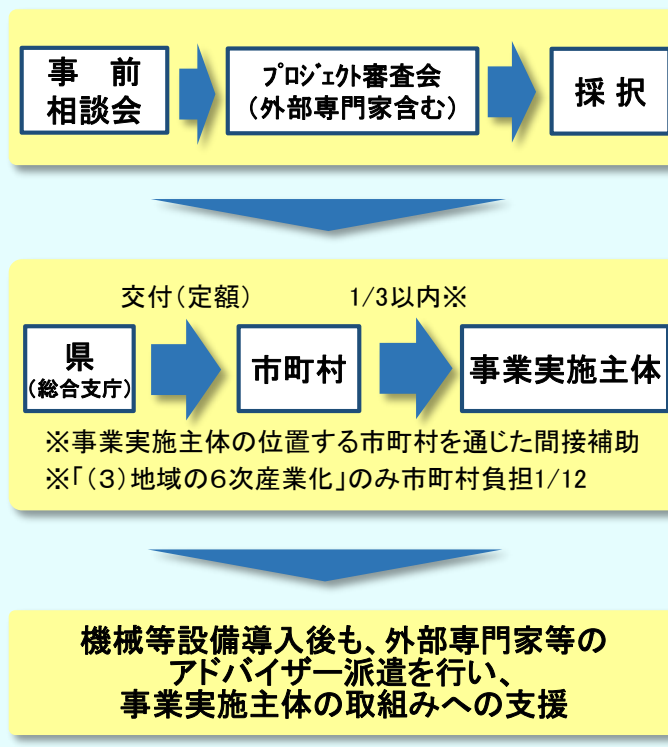 事 前
相談会
プロジェクト審査会
(外部専門家含む)
採 択
交付(定額)
1/3以内※
県
(総合支庁)
市町村
事業実施主体
※事業実施主体の位置する市町村を通じた間接補助
※「(3)地域の6次産業化」のみ市町村負担1/12
機械等設備導入後も、外部専門家等の
アドバイザー派遣を行い、
事業実施主体の取組みへの支援